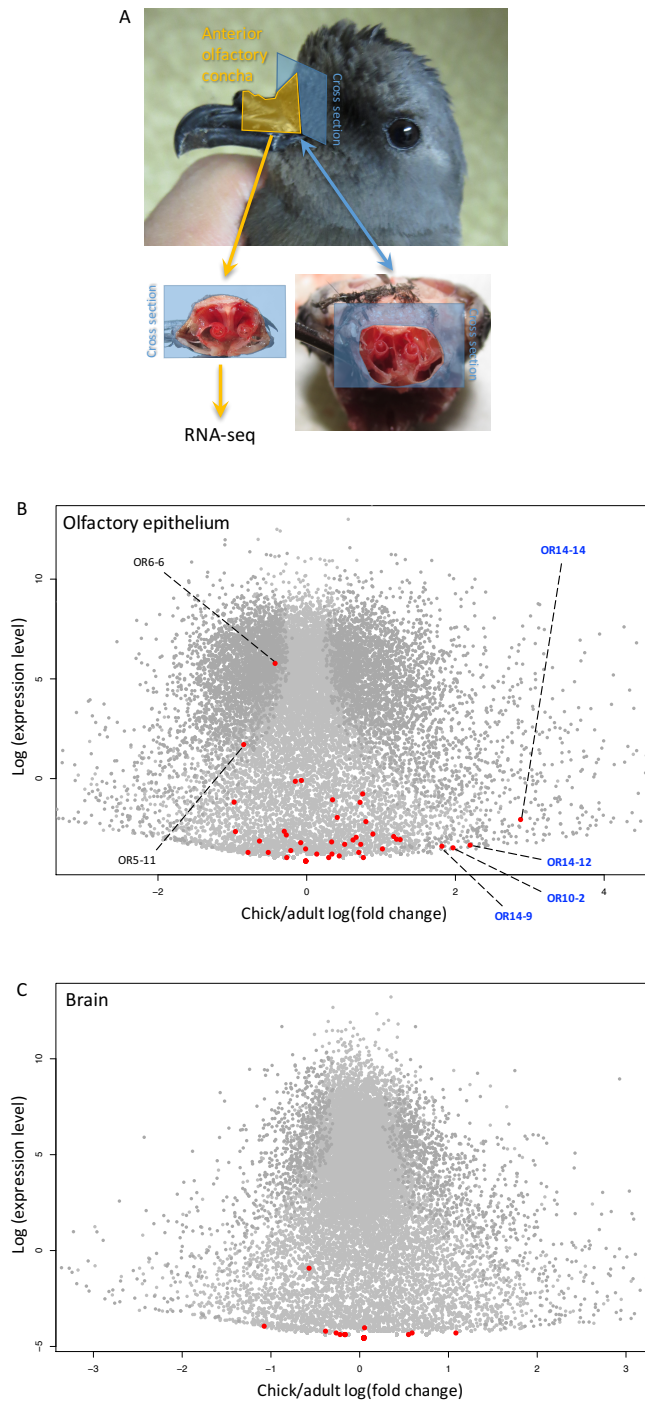 A
Anterior
olfactory
concha
Cross section
Cross section
Cross section
RNA-seq
B
Olfactory epithelium
OR6-6
OR14-14
OR5-11
OR14-12
OR10-2
OR14-9
Log (expression level)
10
5
0
-2
0
2
4
Chick/adult log(fold change)
C
Brain
Log (expression level)
10
5
0
−5
−3
−2
−1
0
1
2
3
Chick/adult log(fold change)